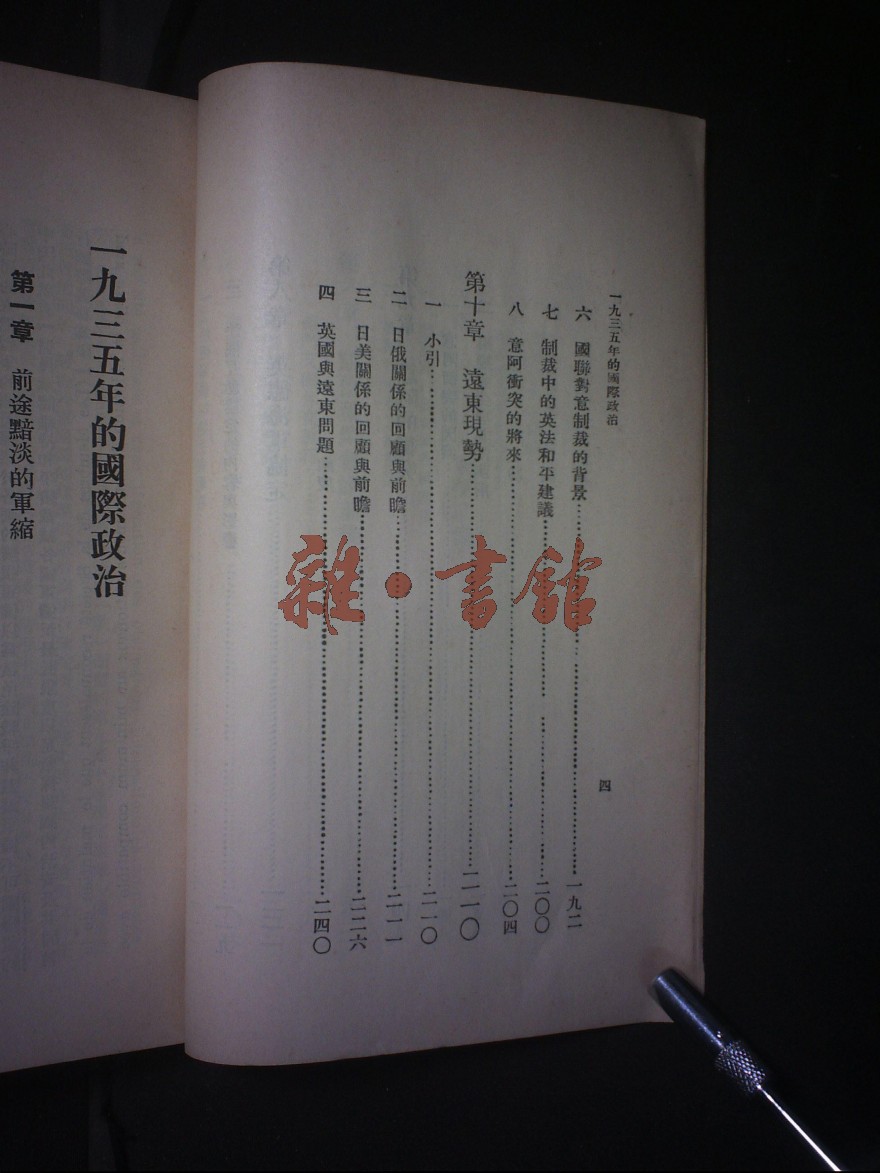 一九三五年的國際政治
六 國聯對意制裁的背景……一九二
七 制裁中的英法和平建議……二〇〇
八 意阿衝突的將來……二〇四
第十章 遠東現勢……二一〇
一 小引……二一〇
二 日俄關係的回顧與前瞻……二一一
三 日美關係的回顧與前瞻……二二六
四 英國與遠東問題……二四〇
四
一九三五年的國際政治
第一章 前途黯淡的軍縮
雜·書館